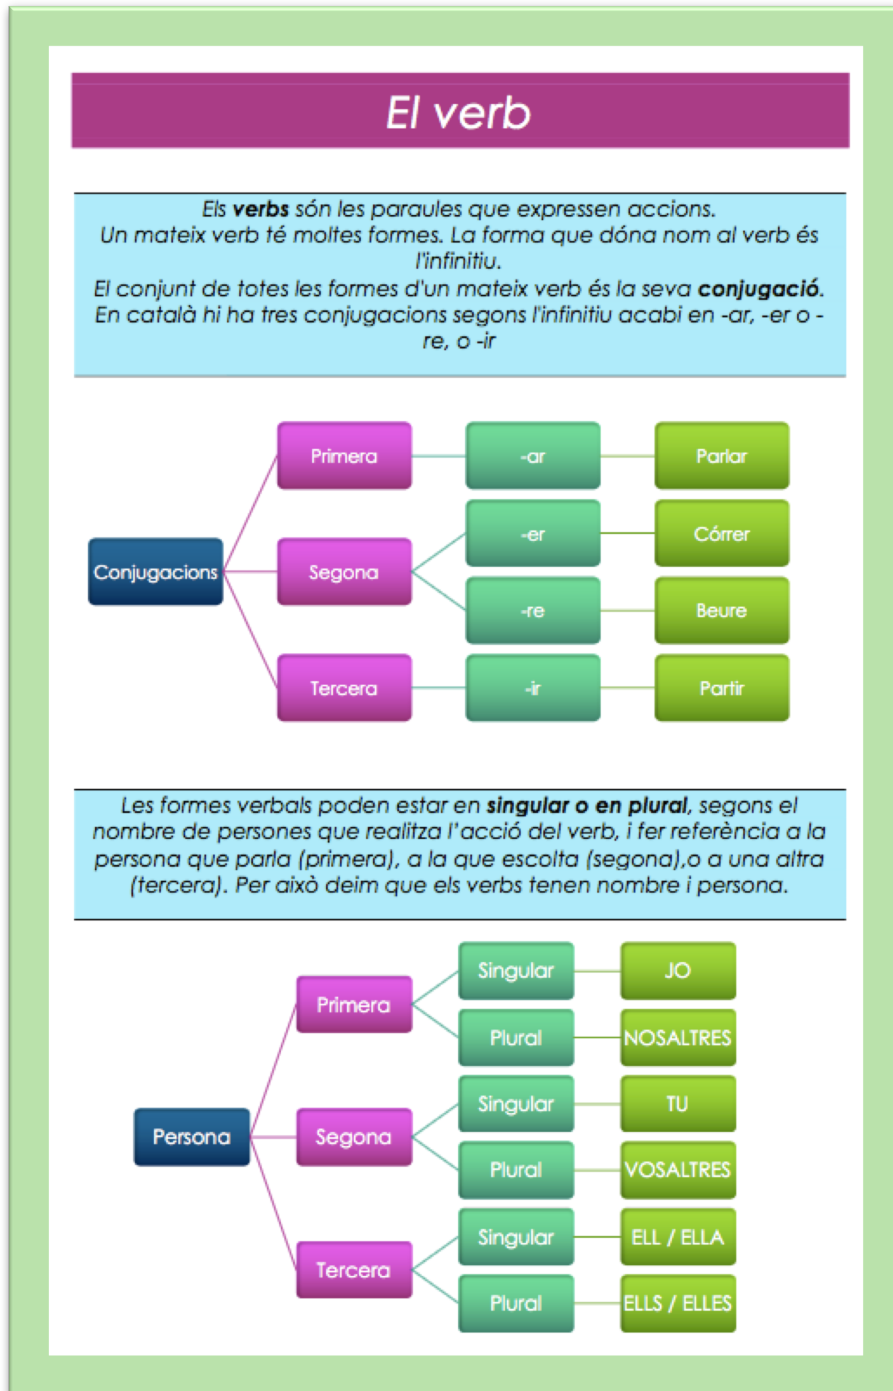 El verb
Els verbs són les paraules que expressen accions.
Un mateix verb té moltes formes. La forma que dóna nom al verb és
l'infinitiu.
El conjunt de totes les formes d'un mateix verb és la seva conjugació.
En català hi ha tres conjugacions segons l'infinitiu acabi en -ar, -er o -
re, o -ir
Conjugacions
Primera
-ar
Parlar
Segona
-er
Córrer
-re
Beure
Tercera
-ir
Partir
Les formes verbals poden estar en singular o en plural, segons el
nombre de persones que realitza l'acció del verb, i fer referència a la
persona que parla (primera), a la que escolta (segona),o a una altra
(tercera). Per això deim que els verbs tenen nombre i persona.
Persona
Primera
Singular
JO
Plural
NOSALTRES
Segona
Singular
TU
Plural
VOSALTRES
Tercera
Singular
ELL / ELLA
Plural
ELLS / ELLES